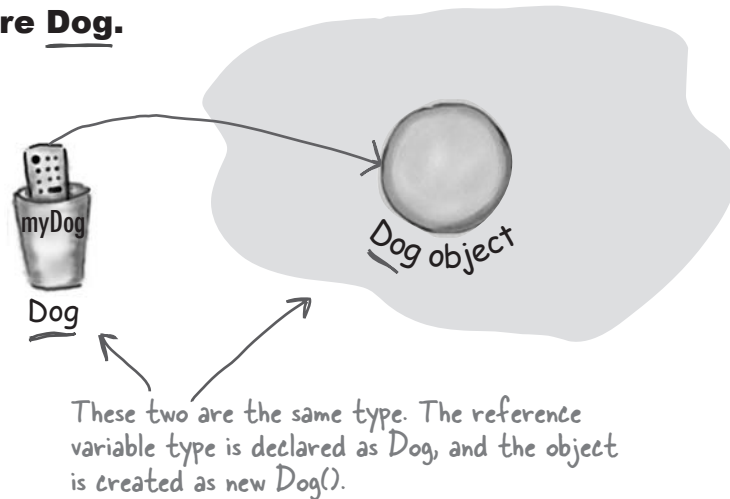 re Dog.
myDog
Dog
Dog object
These two are the same type. The reference
variable type is declared as Dog, and the object
is created as new Dog().